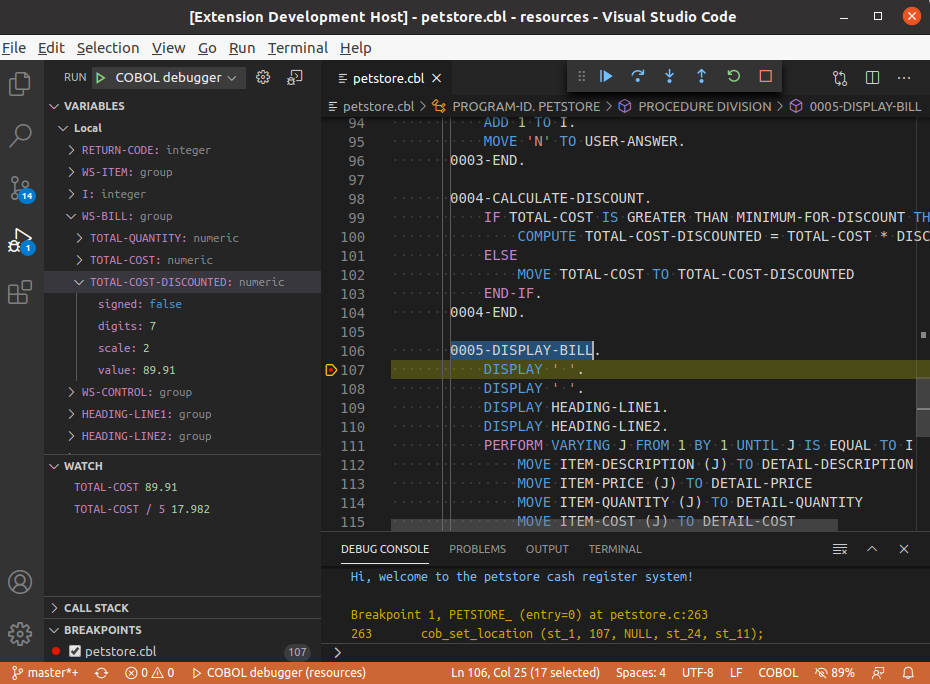 [Extension Development Host] - petstore.cbl - resources - Visual Studio Code
File Edit Selection View Go Run Terminal Help
RUN COBOL debugger
petstore.cbl
petstore.cbl > PROGRAM-ID. PETSTORE > PROCEDURE DIVISION > 0005-DISPLAY-BILL
VARIABLES
Local
RETURN-CODE: integer
WS-ITEM: group
I: integer
WS-BILL: group
TOTAL-QUANTITY: numeric
TOTAL-COST: numeric
TOTAL-COST-DISCOUNTED: numeric
signed: false
digits: 7
scale: 2
value: 89.91
WS-CONTROL: group
HEADING-LINE1: group
HEADING-LINE2: group
WATCH
TOTAL-COST 89.91
TOTAL-COST / 5 17.982
CALL STACK
BREAKPOINTS
petstore.cbl 107
14
1
94 ADD 1 TO I.
95 MOVE 'N' TO USER-ANSWER.
96 0003-END.
97
98 0004-CALCULATE-DISCOUNT.
99 IF TOTAL-COST IS GREATER THAN MINIMUM-FOR-DISCOUNT TH
100 COMPUTE TOTAL-COST-DISCOUNTED = TOTAL-COST * DISC
101 ELSE
102 MOVE TOTAL-COST TO TOTAL-COST-DISCOUNTED
103 END-IF.
104 0004-END.
105
106 0005-DISPLAY-BILL.
107 DISPLAY ' '.
108 DISPLAY ' '.
109 DISPLAY HEADING-LINE1.
110 DISPLAY HEADING-LINE2.
111 PERFORM VARYING J FROM 1 BY 1 UNTIL J IS EQUAL TO I
112 MOVE ITEM-DESCRIPTION (J) TO DETAIL-DESCRIPTION
113 MOVE ITEM-PRICE (J) TO DETAIL-PRICE
114 MOVE ITEM-QUANTITY (J) TO DETAIL-QUANTITY
115 MOVE ITEM-COST (J) TO DETAIL-COST
DEBUG CONSOLE PROBLEMS OUTPUT TERMINAL
Hi, welcome to the petstore cash register system!
Breakpoint 1, PETSTORE_ (entry=0) at petstore.c:263
263 cob_set_location (st_1, 107, NULL, st_24, st_11);
>
master*+ 0 0 COBOL debugger (resources) Ln 106, Col 25 (17 selected) Spaces: 4 UTF-8 LF COBOL 89%